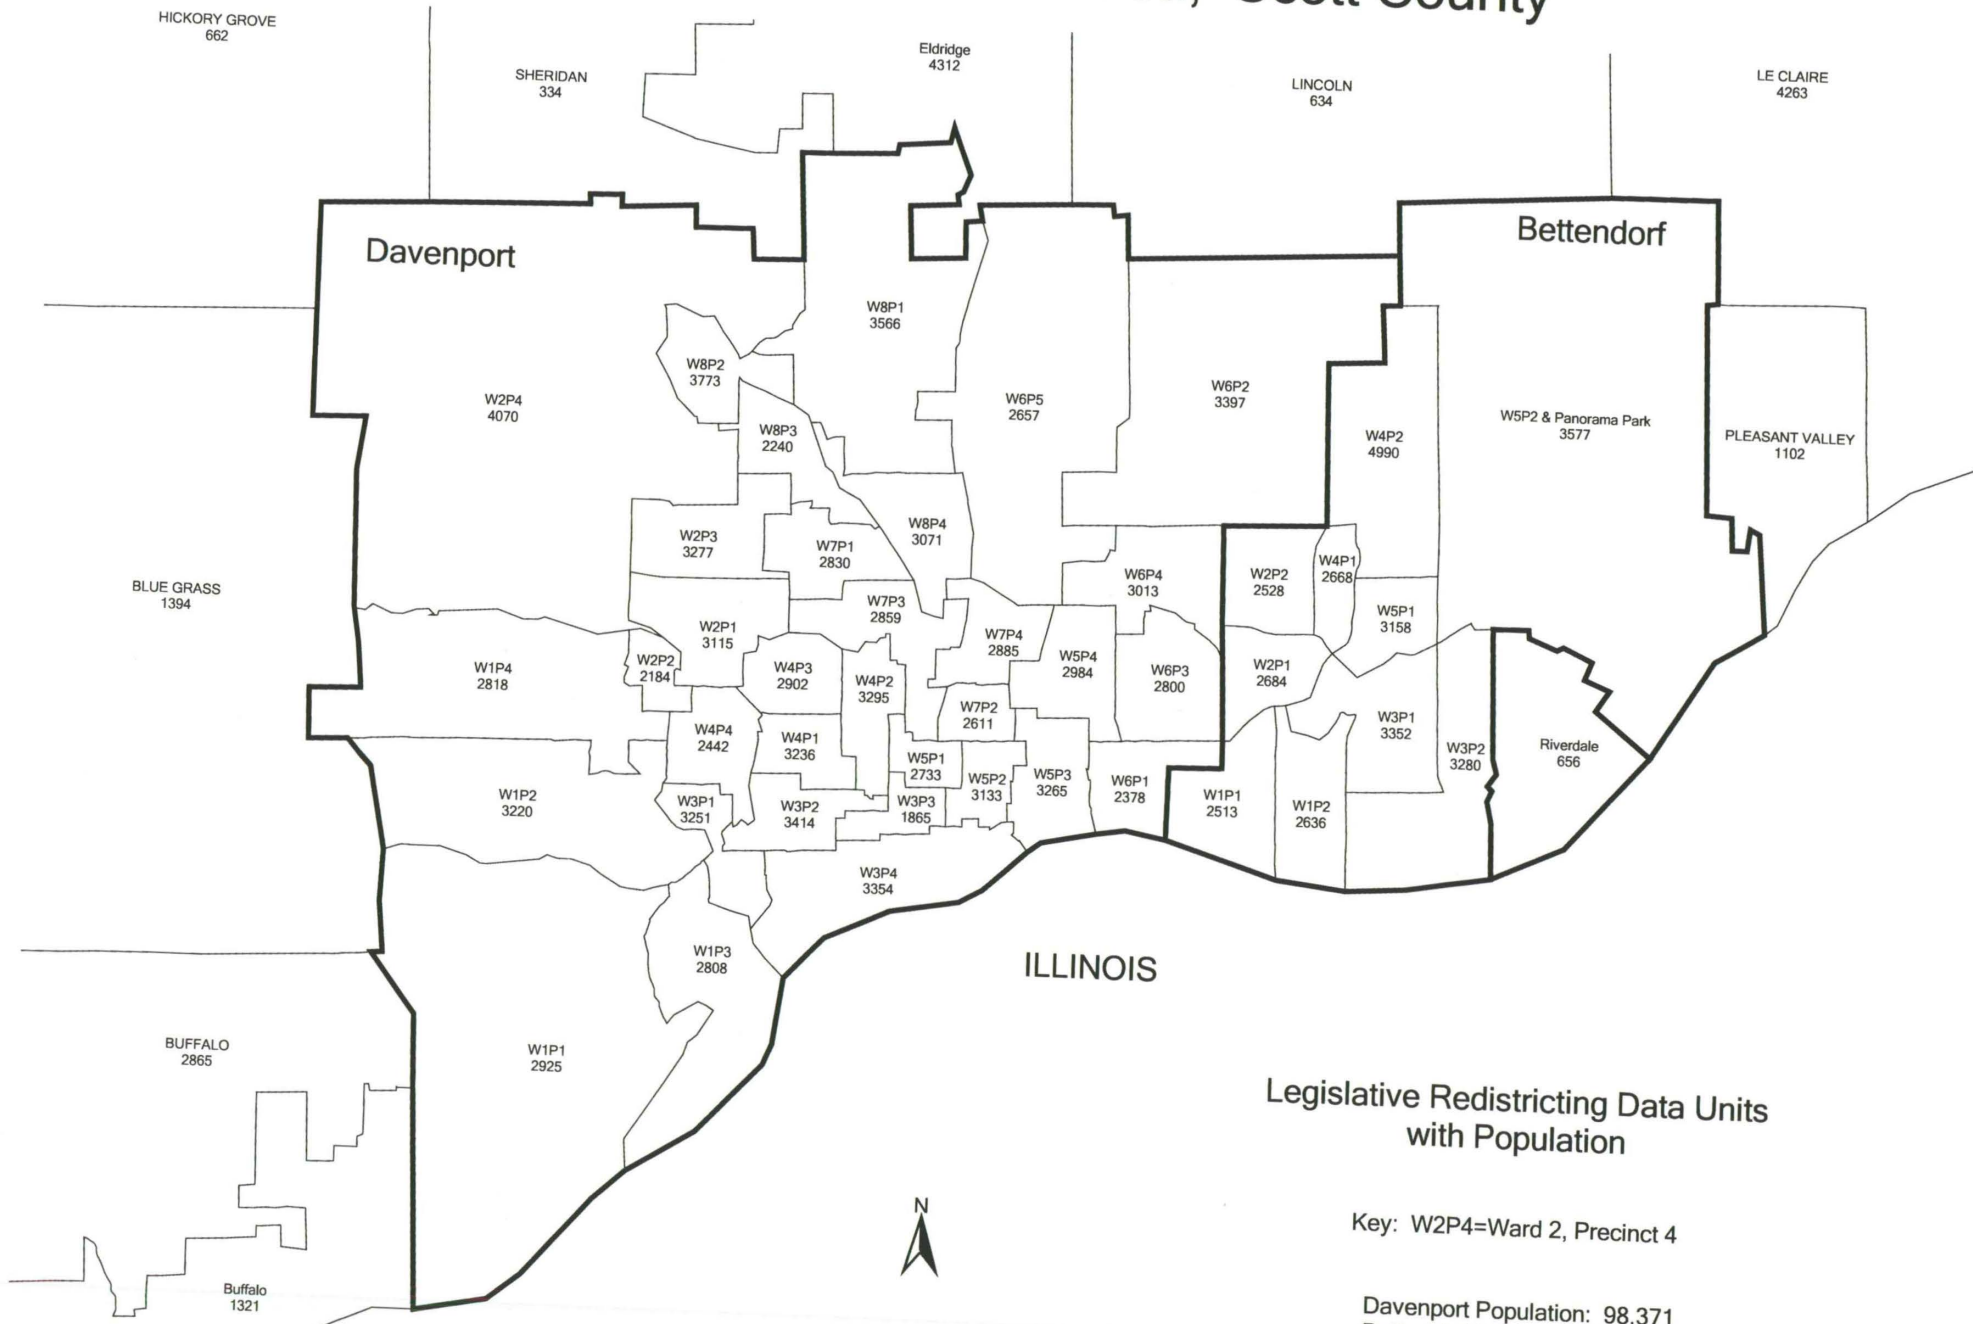 Scott County
HICKORY GROVE
662
SHERIDAN
334
Eldridge
4312
LINCOLN
634
LE CLAIRE
4263
Davenport
Bettendorf
W8P1
3566
W8P2
3773
W2P4
4070
W6P5
2657
W6P2
3397
W8P3
2240
W4P2
4990
W5P2 & Panorama Park
3577
PLEASANT VALLEY
1102
W2P3
3277
W7P1
2830
W8P4
3071
BLUE GRASS
1394
W6P4
3013
W2P2
2528
W4P1
2668
W7P3
2859
W5P1
3158
W2P1
3115
W7P4
2885
W1P4
2818
W2P2
2184
W4P3
2902
W4P2
3295
W5P4
2984
W6P3
2800
W2P1
2684
W7P2
2611
W4P4
2442
W4P1
3236
W3P1
3352
W3P2
3280
Riverdale
656
W5P1
2733
W5P2
3133
W5P3
3265
W6P1
2378
W1P2
3220
W3P1
3251
W3P2
3414
W3P3
1865
W1P1
2513
W1P2
2636
W3P4
3354
W1P3
2808
ILLINOIS
BUFFALO
2865
W1P1
2925
Legislative Redistricting Data Units
with Population
N
Key: W2P4=Ward 2, Precinct 4
Buffalo
1321
Davenport Population: 98,371